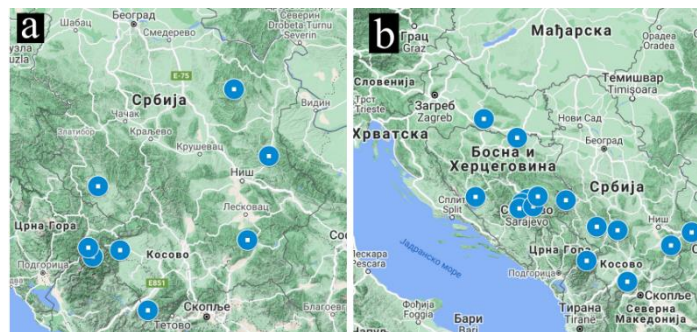 a
Шабац
Београд
Смедерево
Северин
Drobeta Turnu
Severin
E-75
Видин
Србија
Чачак
Златибор
Краљево
Крушевац
Ниш
Лесковац
Црна Гора
Косово
Подгорица
E851
Скопље
Тетово
Благоевг
b
Грац
Graz
Мађарска
Орадеа
Oradea
Словенија
Загреб
Zagreb
Трст
Trieste
Темишвар
Timișoara
Нови Сад
Хрватска
Босна и
Херцеговина
Београд
Србија
Сплит
Split
Sarajevo
Ниш
Јадранско море
Црна Гора
Косово
Пескара
Pescara
Подгорица
Скопље
Фођа
Foggia
Северна
Македонија
Бари
Bari
Тирана
Tiranë